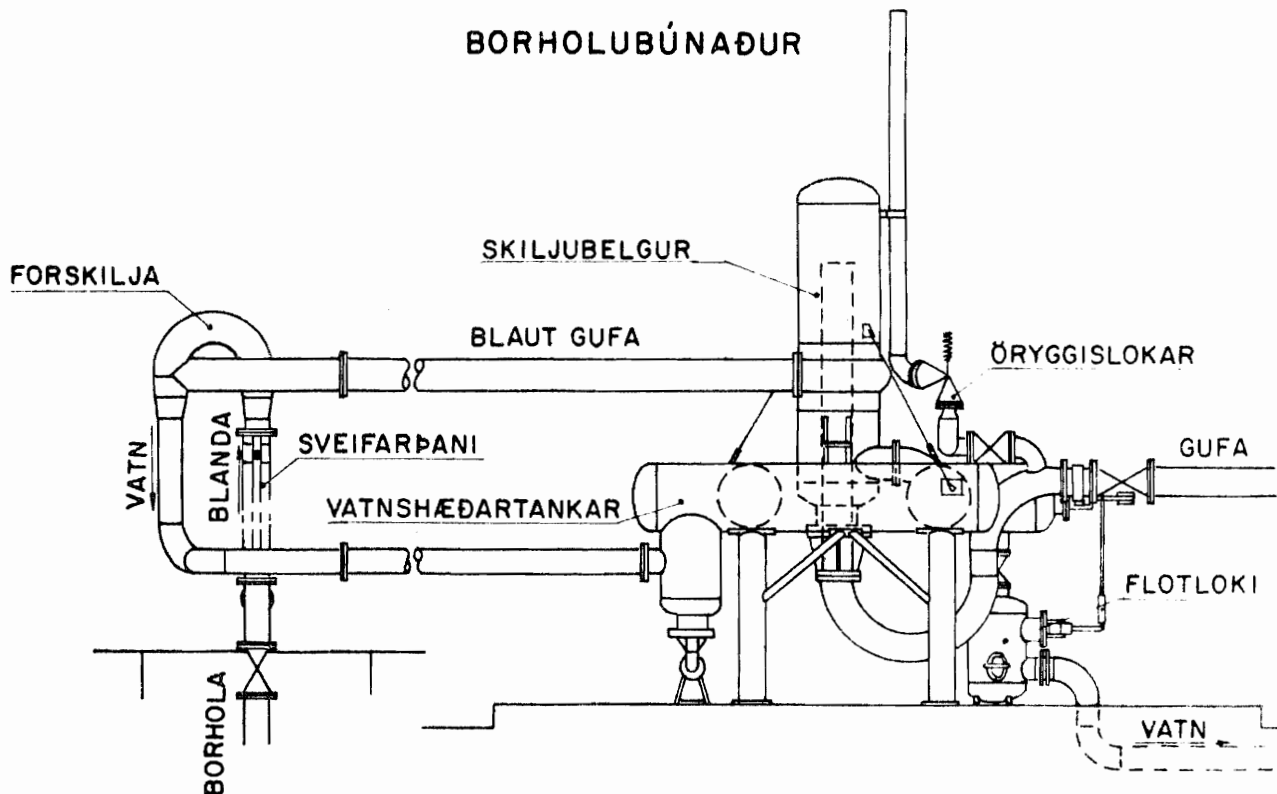 BORHOLUBÚNAÐUR
SKILJUBELGUR
FORSKILJA
BLAUT GUFA
ÖRYGGISLOKAR
GUFA
VATN
BLANDA
SVEIFARÞANI
VATNSHÆÐARTANKAR
FLOTLOKI
BORHOLA
VATN